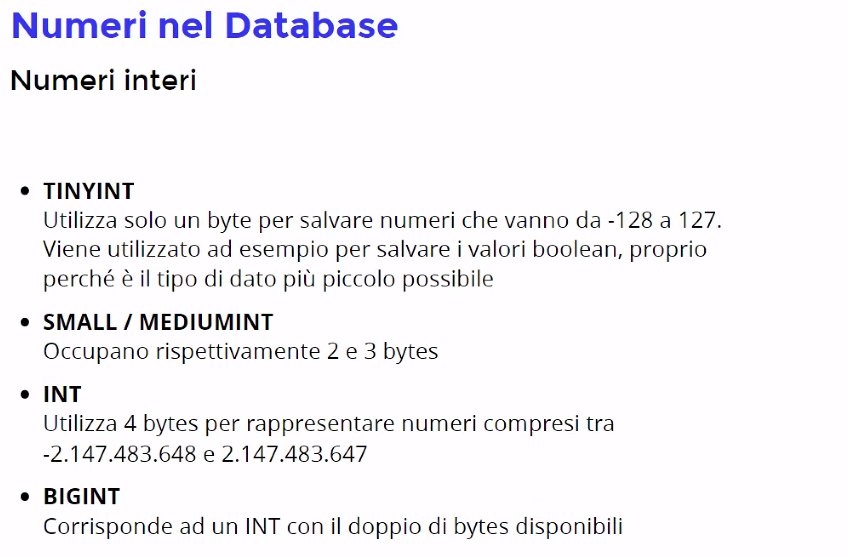 Numeri nel Database
Numeri interi
• TINYINT
Utilizza solo un byte per salvare numeri che vanno da -128 a 127.
Viene utilizzato ad esempio per salvare i valori boolean, proprio
perché è il tipo di dato più piccolo possibile
• SMALL / MEDIUMINT
Occupano rispettivamente 2 e 3 bytes
• INT
Utilizza 4 bytes per rappresentare numeri compresi tra
-2.147.483.648 e 2.147.483.647
• BIGINT
Corrisponde ad un INT con il doppio di bytes disponibili